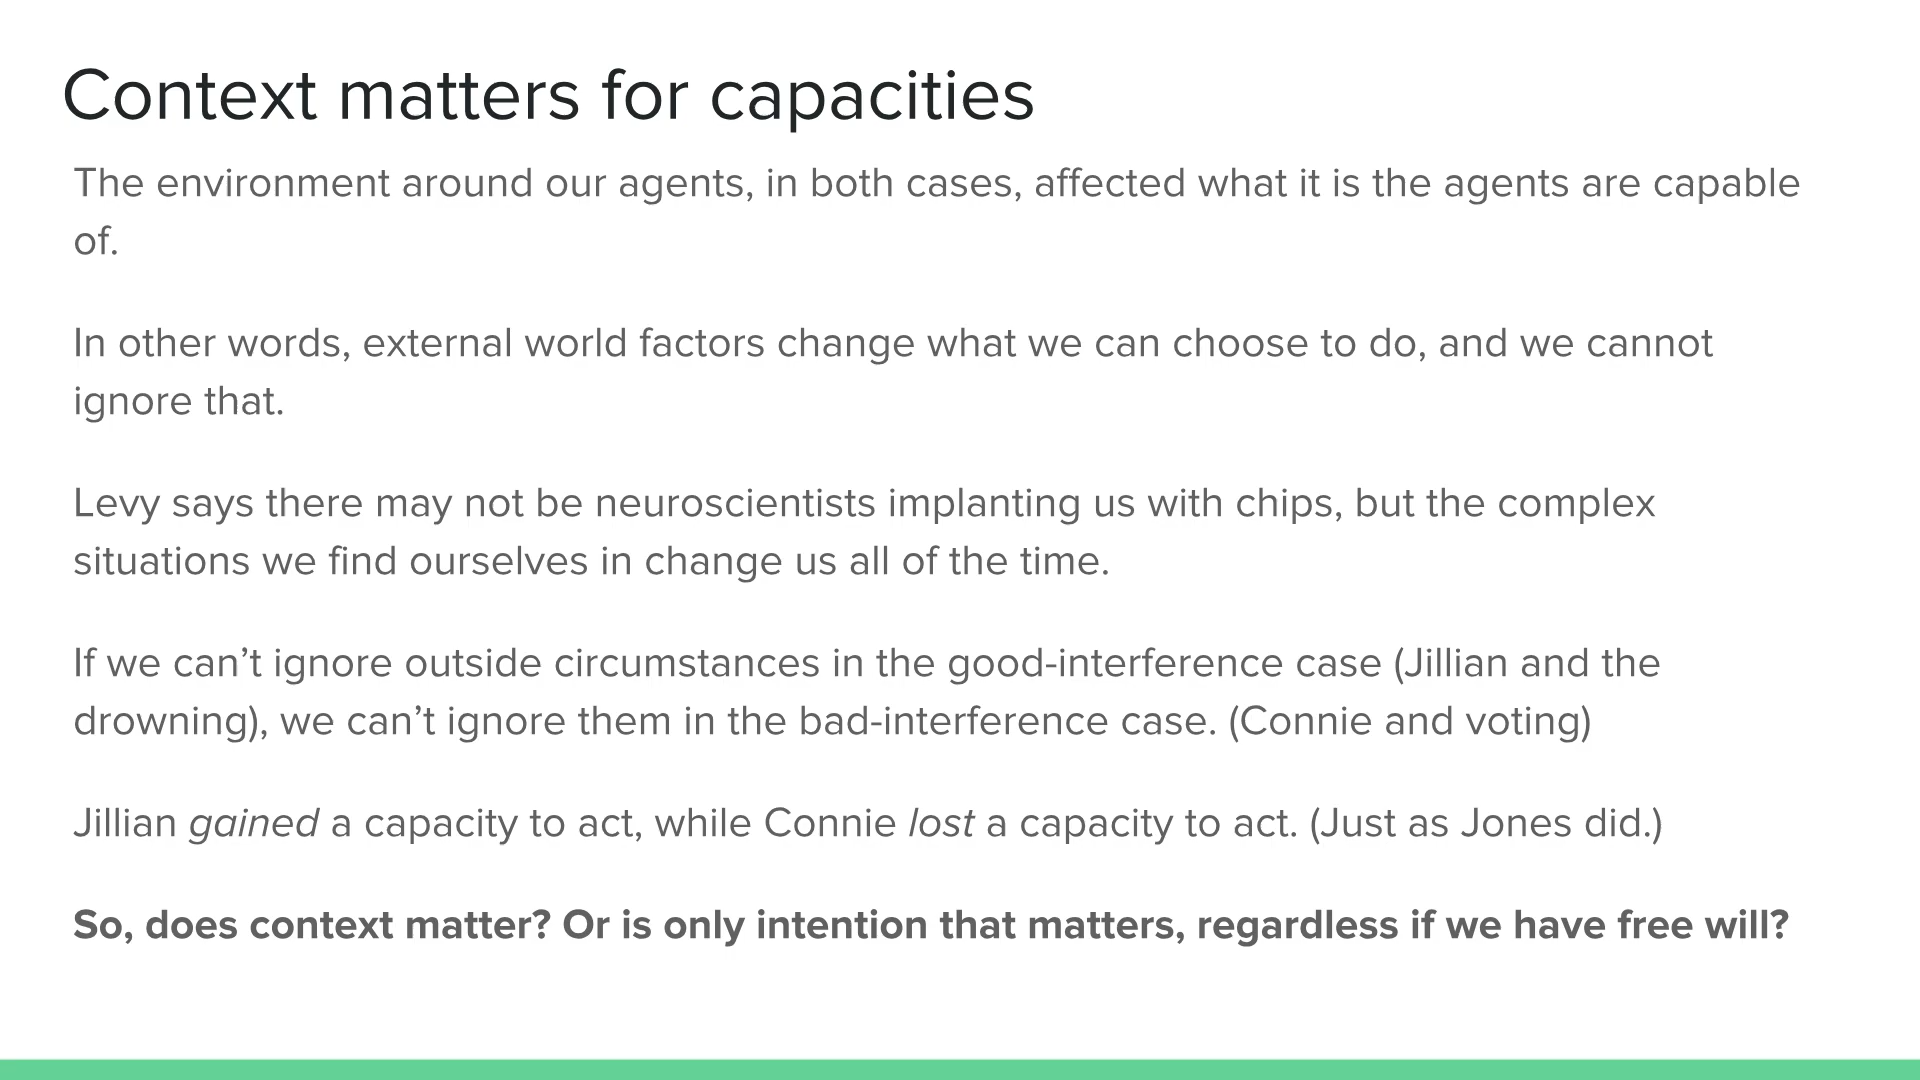 Context matters for capacities
The environment around our agents, in both cases, affected what it is the agents are capable
of.
In other words, external world factors change what we can choose to do, and we cannot
ignore that.
Levy says there may not be neuroscientists implanting us with chips, but the complex
situations we find ourselves in change us all of the time.
If we can’t ignore outside circumstances in the good-interference case (Jillian and the
drowning), we can’t ignore them in the bad-interference case. (Connie and voting)
Jillian gained a capacity to act, while Connie lost a capacity to act. (Just as Jones did.)
So, does context matter? Or is only intention that matters, regardless if we have free will?